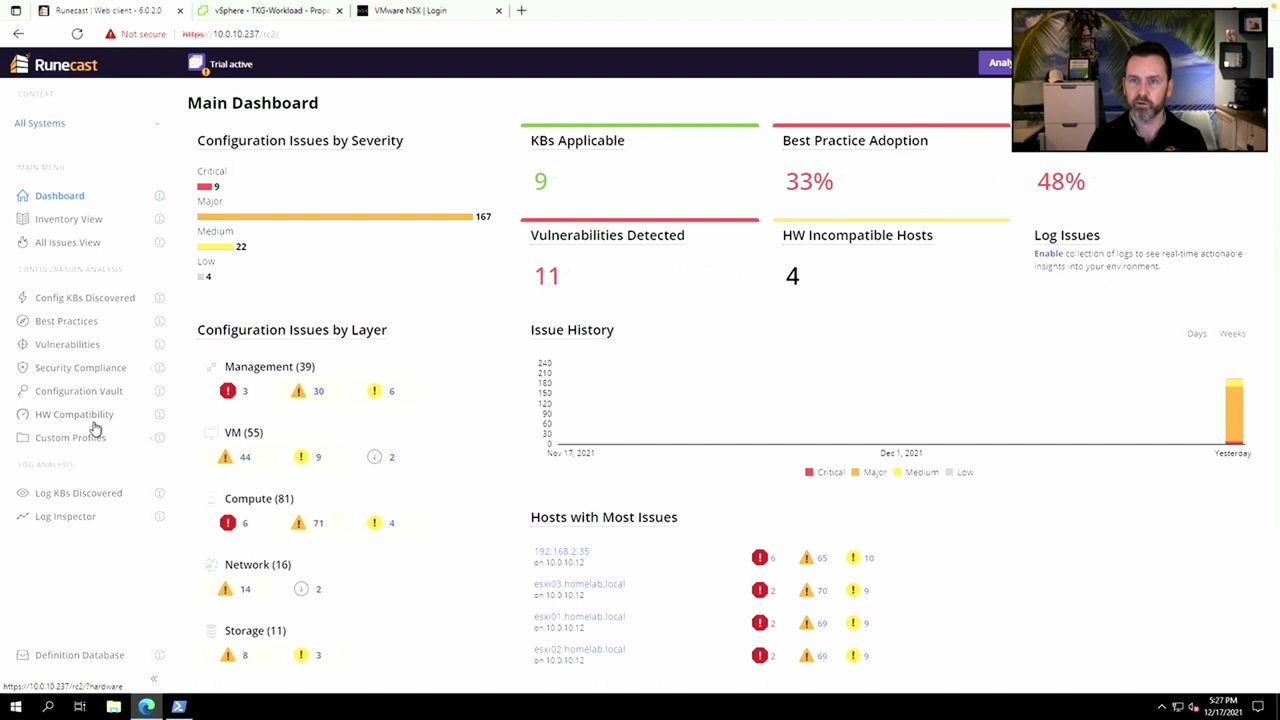 Runecast | Web client - 6.0.2.0
vSphere - TKG-Workload - Prope
VMware NSX | Login
Not secure
https://10.0.10.237/rc2/
Runecast
Trial active
Analy
CONTEXT
All Systems
MAIN MENU
Dashboard
Inventory View
All Issues View
CONFIGURATION ANALYSIS
Config KBs Discovered
Best Practices
Vulnerabilities
Security Compliance
Configuration Vault
HW Compatibility
Custom Profiles
LOG ANALYSIS
Log KBs Discovered
Log Inspector
Definition Database
https://10.0.10.237/rc2/?hardware
Main Dashboard
Configuration Issues by Severity
Critical
9
Major
167
Medium
22
Low
4
KBs Applicable
9
Best Practice Adoption
33%
48%
Vulnerabilities Detected
11
HW Incompatible Hosts
4
Log Issues
Enable collection of logs to see real-time actionable
insights into your environment.
Configuration Issues by Layer
Management (39)
3 30 6
VM (55)
44 9 2
Compute (81)
6 71 4
Network (16)
14 2
Storage (11)
8 3
Issue History
Days Weeks
240
210
180
150
120
90
60
30
0
Nov 17, 2021 Dec 1, 2021 Yesterday
Critical Major Medium Low
Hosts with Most Issues
192.168.2.35
on 10.0.10.12
6 65 10
esxi03.homelab.local
on 10.0.10.12
2 70 9
esxi01.homelab.local
on 10.0.10.12
2 69 9
esxi02.homelab.local
on 10.0.10.12
2 69 9
5:27 PM
12/17/2021